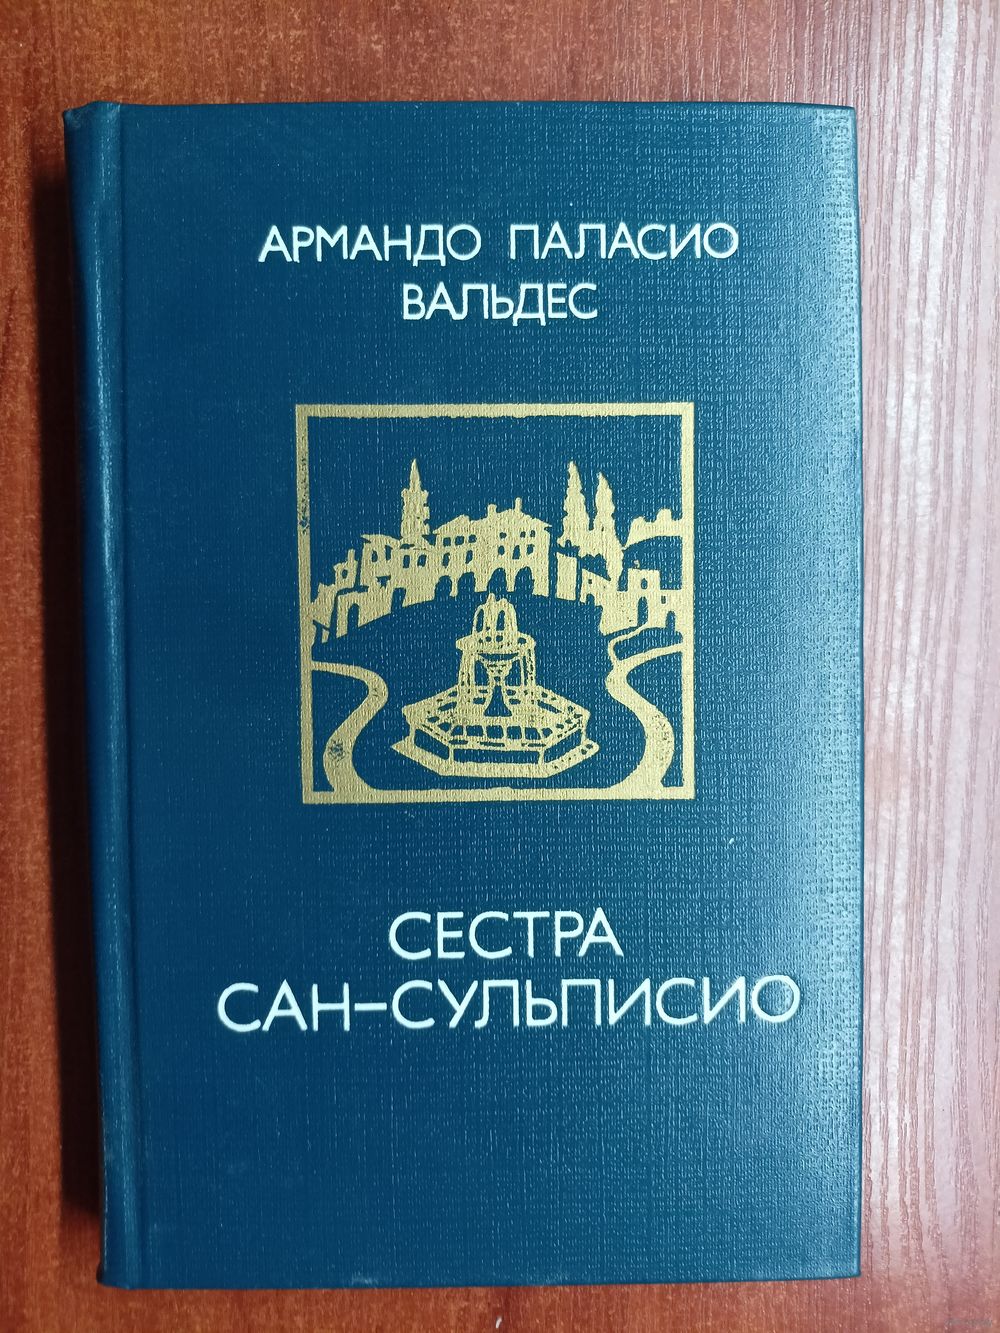 АРМАНДО ПАЛАСИО
ВАЛЬДЕС
СЕСТРА
САН-СУЛЬПИСИО